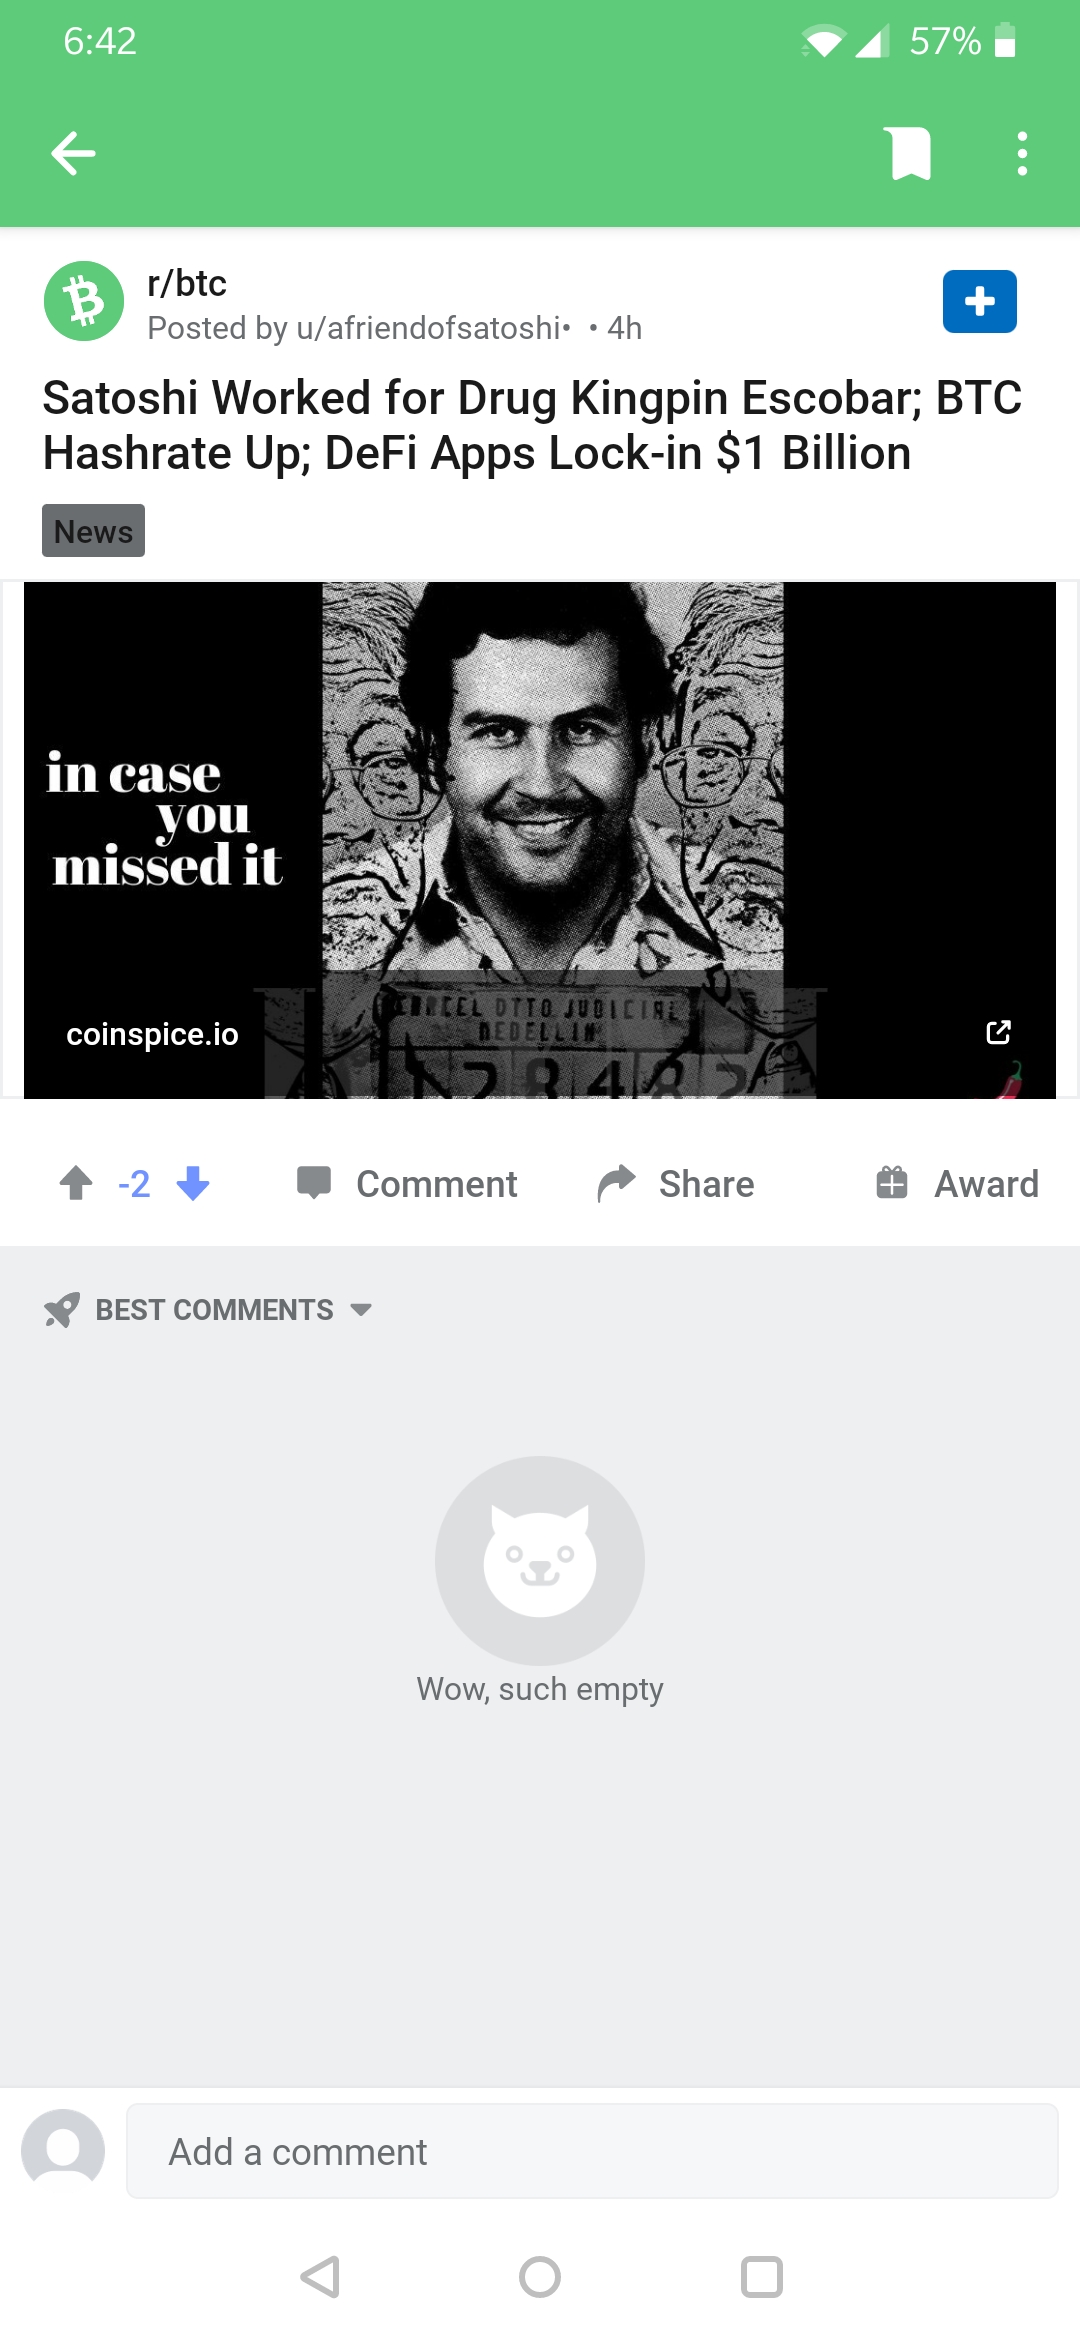 6:42
57%
r/btc
Posted by u/afriendofsatoshi• • 4h
Satoshi Worked for Drug Kingpin Escobar; BTC
Hashrate Up; DeFi Apps Lock-in $1 Billion
News
in case
you
missed it
CARCEL DTTO JUDICIAL
MEDELLIN
coinspice.io
-2
Comment
Share
Award
BEST COMMENTS
Wow, such empty
Add a comment